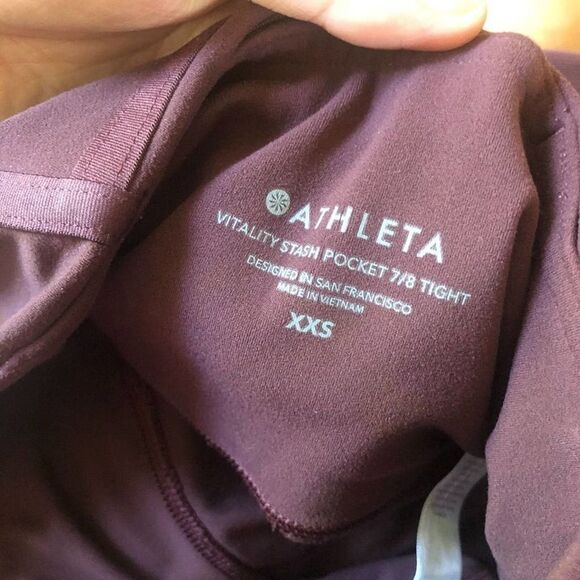 ATHLETA
VITALITY STASH POCKET 7/8 TIGHT
DESIGNED IN SAN FRANCISCO
MADE IN VIETNAM
XXS